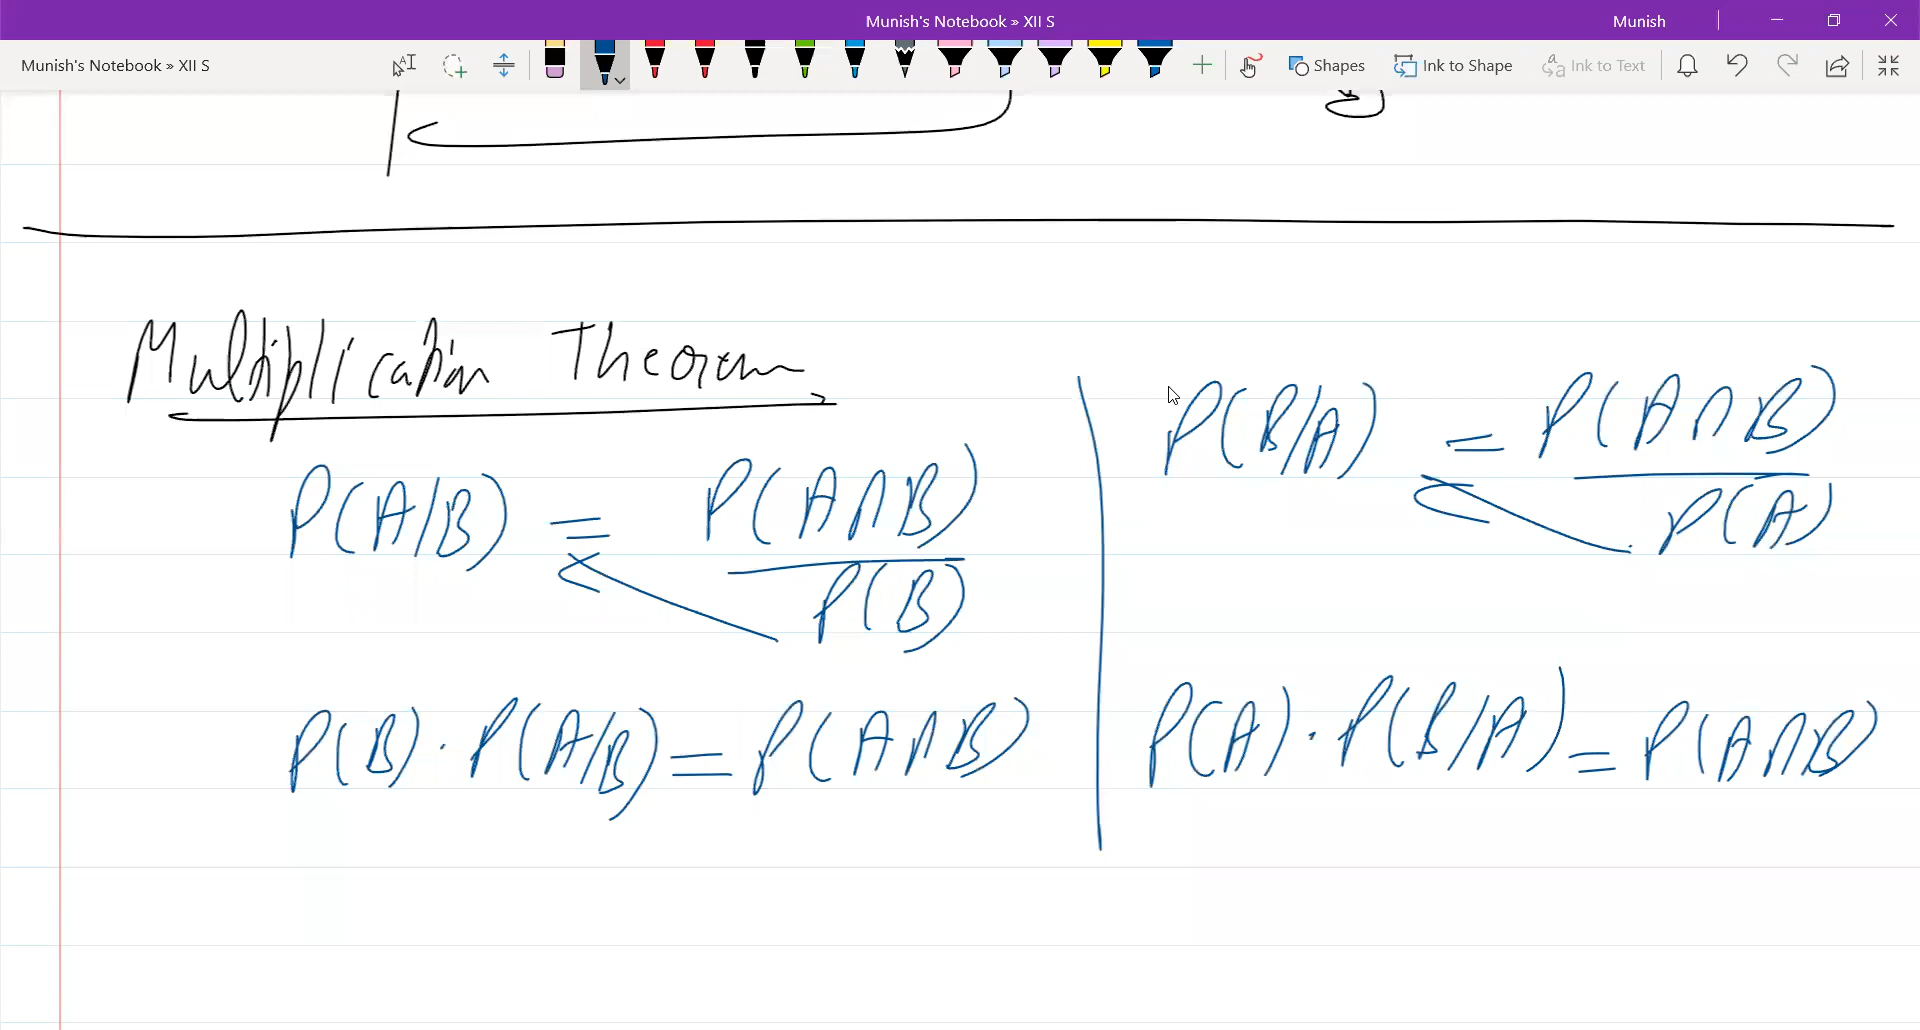 Munish's Notebook » XII S
Munish
Munish's Notebook » XII S
Shapes
Ink to Shape
Ink to Text
Multiplication Theorem
P(A/B) = P(A∩B)
P(B)
P(B) · P(A/B) = P(A∩B)
P(B/A) = P(A∩B)
P(A)
P(A) · P(B/A) = P(A∩B)